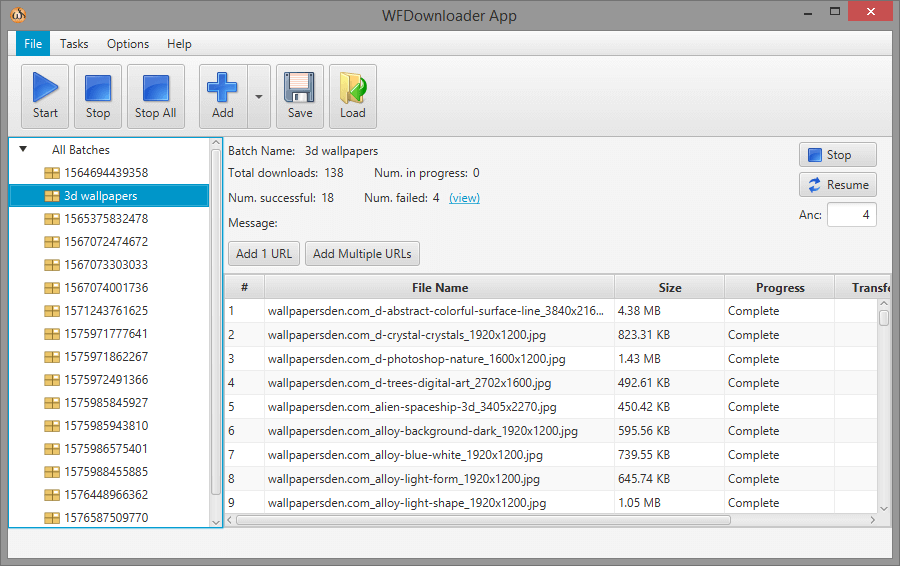 WFDownloader App
File Tasks Options Help
Start Stop Stop All Add Save Load
All Batches
1564694439358
3d wallpapers
1565375832478
1567072474672
1567073303033
1567074001736
1571243761625
1575971777641
1575971862267
1575972491366
1575985845927
1575985943810
1575986575401
1575988455885
1576448966362
1576587509770
Batch Name: 3d wallpapers
Total downloads: 138 Num. in progress: 0
Num. successful: 18 Num. failed: 4 (view)
Message:
Stop
Resume
Anc: 4
Add 1 URL Add Multiple URLs
# File Name Size Progress Transfe
1 wallpapersden.com_d-abstract-colorful-surface-line_3840x216... 4.38 MB Complete
2 wallpapersden.com_d-crystal-crystals_1920x1200.jpg 823.31 KB Complete
3 wallpapersden.com_d-photoshop-nature_1600x1200.jpg 1.43 MB Complete
4 wallpapersden.com_d-trees-digital-art_2702x1600.jpg 492.61 KB Complete
5 wallpapersden.com_alien-spaceship-3d_3405x2270.jpg 450.42 KB Complete
6 wallpapersden.com_alloy-background-dark_1920x1200.jpg 595.56 KB Complete
7 wallpapersden.com_alloy-blue-white_1920x1200.jpg 739.55 KB Complete
8 wallpapersden.com_alloy-light-form_1920x1200.jpg 645.74 KB Complete
9 wallpapersden.com_alloy-light-shape_1920x1200.jpg 1.05 MB Complete